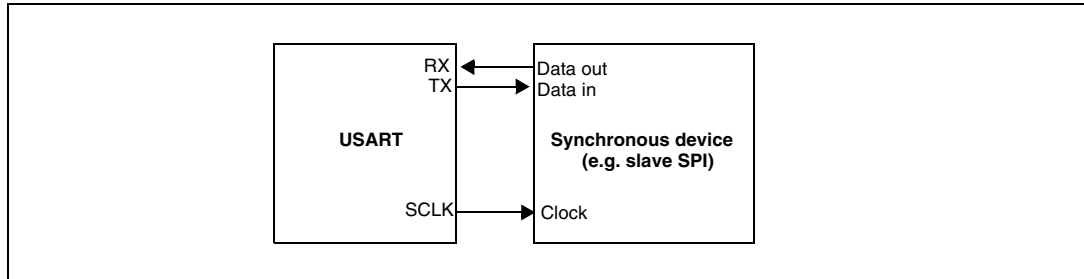 RX
TX
Data out
Data in
USART
Synchronous device
(e.g. slave SPI)
SCLK
Clock